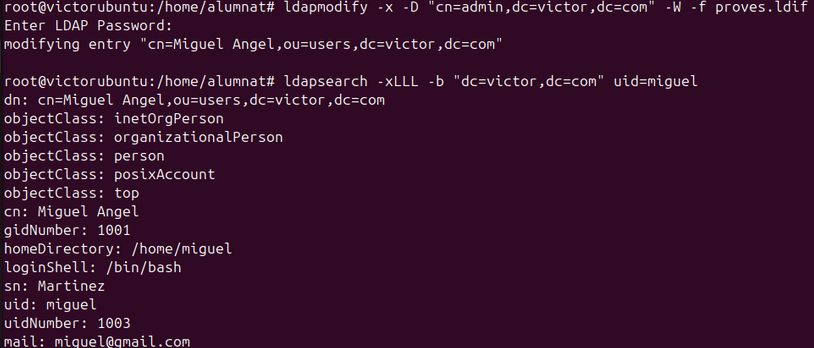 root@victorubuntu:/home/alumnat# ldapmodify -x -D "cn=admin,dc=victor,dc=com" -W -f proves.ldif
Enter LDAP Password:
modifying entry "cn=Miguel Angel,ou=users,dc=victor,dc=com"
root@victorubuntu:/home/alumnat# ldapsearch -xLLL -b "dc=victor,dc=com" uid=miguel
dn: cn=Miguel Angel,ou=users,dc=victor,dc=com
objectClass: inetOrgPerson
objectClass: organizationalPerson
objectClass: person
objectClass: posixAccount
objectClass: top
cn: Miguel Angel
gidNumber: 1001
homeDirectory: /home/miguel
loginShell: /bin/bash
sn: Martinez
uid: miguel
uidNumber: 1003
mail: miguel@gmail.com